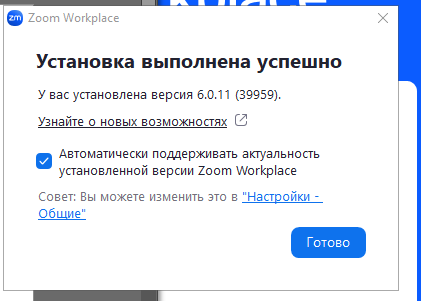 zm Zoom Workplace
Установка выполнена успешно
У вас установлена версия 6.0.11 (39959).
Узнайте о новых возможностях
Автоматически поддерживать актуальность
установленной версии Zoom Workplace
Совет: Вы можете изменить это в "Настройки -
Общие"
Готово